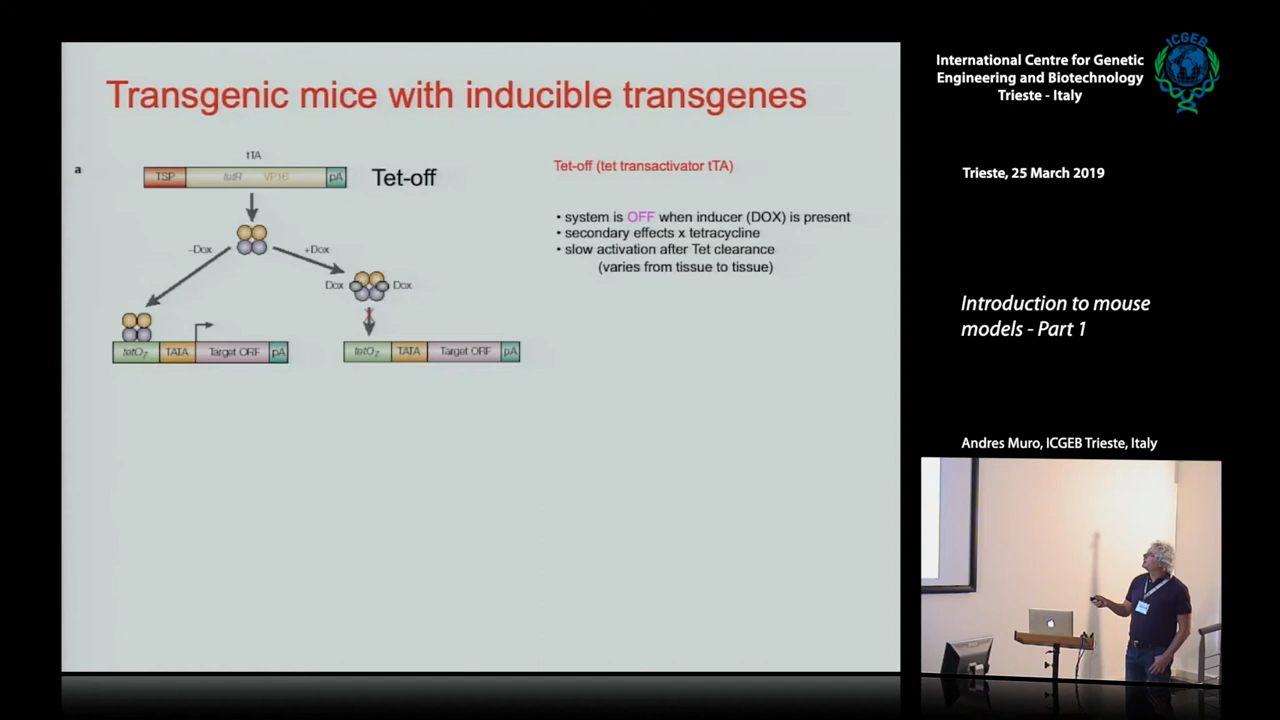 Transgenic mice with inducible transgenes
a
tTA
TSP tetR VP16 pA
Tet-off
–Dox
+Dox
Dox
Dox
tetO7 TATA Target ORF pA
tetO7 TATA Target ORF pA
Tet-off (tet transactivator tTA)
• system is OFF when inducer (DOX) is present
• secondary effects x tetracycline
• slow activation after Tet clearance
(varies from tissue to tissue)
International Centre for Genetic
Engineering and Biotechnology
Trieste - Italy
ICGEB
Trieste, 25 March 2019
Introduction to mouse
models - Part 1
Andres Muro, ICGEB Trieste, Italy